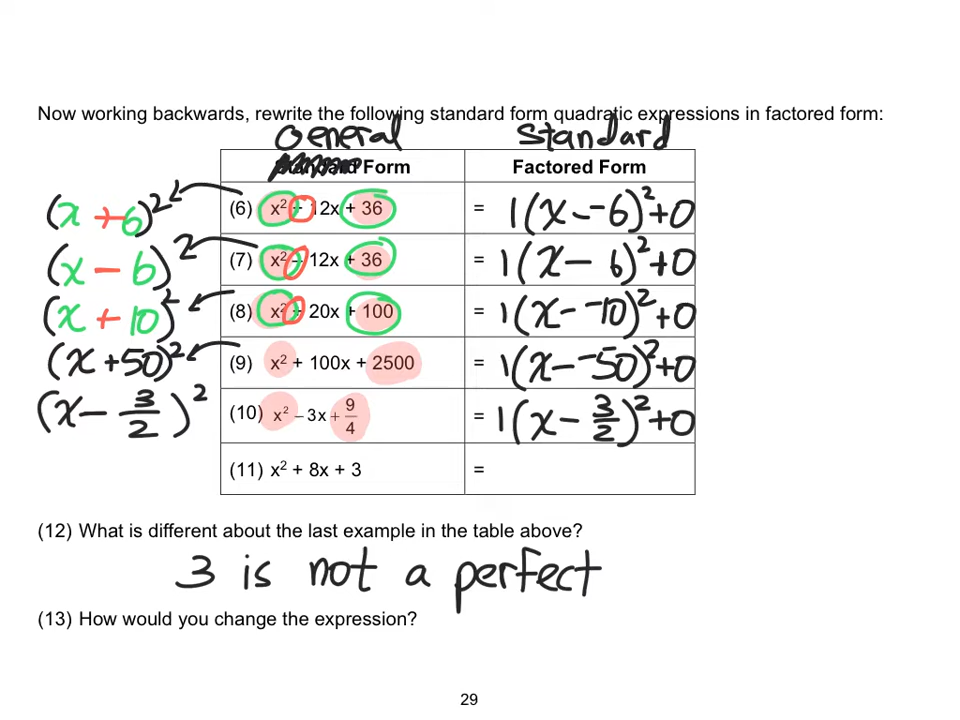 Now working backwards, rewrite the following standard form quadratic expressions in factored form:
General Standard
Form Factored Form
(x + 6)² (6) x² + 12x + 36 = 1(x - -6)² + 0
(x - 6)² (7) x² - 12x + 36 = 1(x - 6)² + 0
(x + 10)² (8) x² + 20x + 100 = 1(x - -10)² + 0
(x + 50)² (9) x² + 100x + 2500 = 1(x - -50)² + 0
(x - 3/2)² (10) x² - 3x + 9/4 = 1(x - 3/2)² + 0
(11) x² + 8x + 3 =
(12) What is different about the last example in the table above?
3 is not a perfect
(13) How would you change the expression?
29